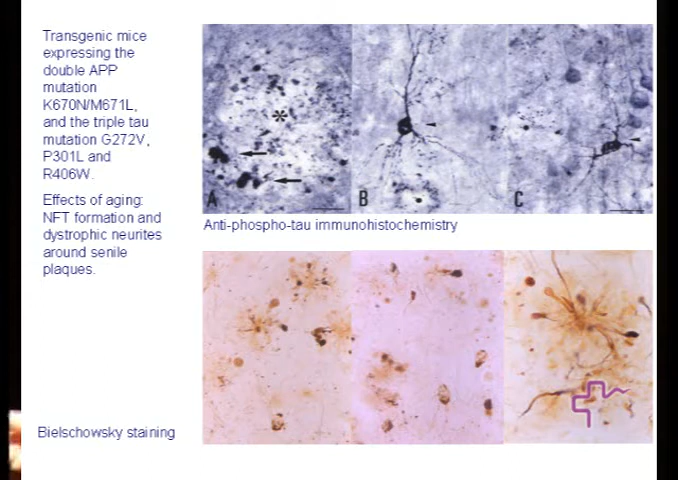 Transgenic mice
expressing the
double APP
mutation
K670N/M671L,
and the triple tau
mutation G272V,
P301L and
R406W.
Effects of aging:
NFT formation and
dystrophic neurites
around senile
plaques.
*
A
B
C
Anti-phospho-tau immunohistochemistry
Bielschowsky staining